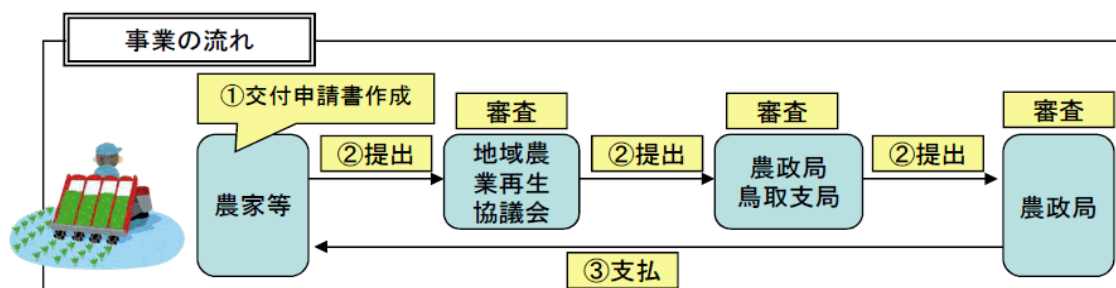 事業の流れ
①交付申請書作成
審査
審査
審査
農家等
②提出
地域農
業再生
協議会
②提出
農政局
鳥取支局
②提出
農政局
③支払